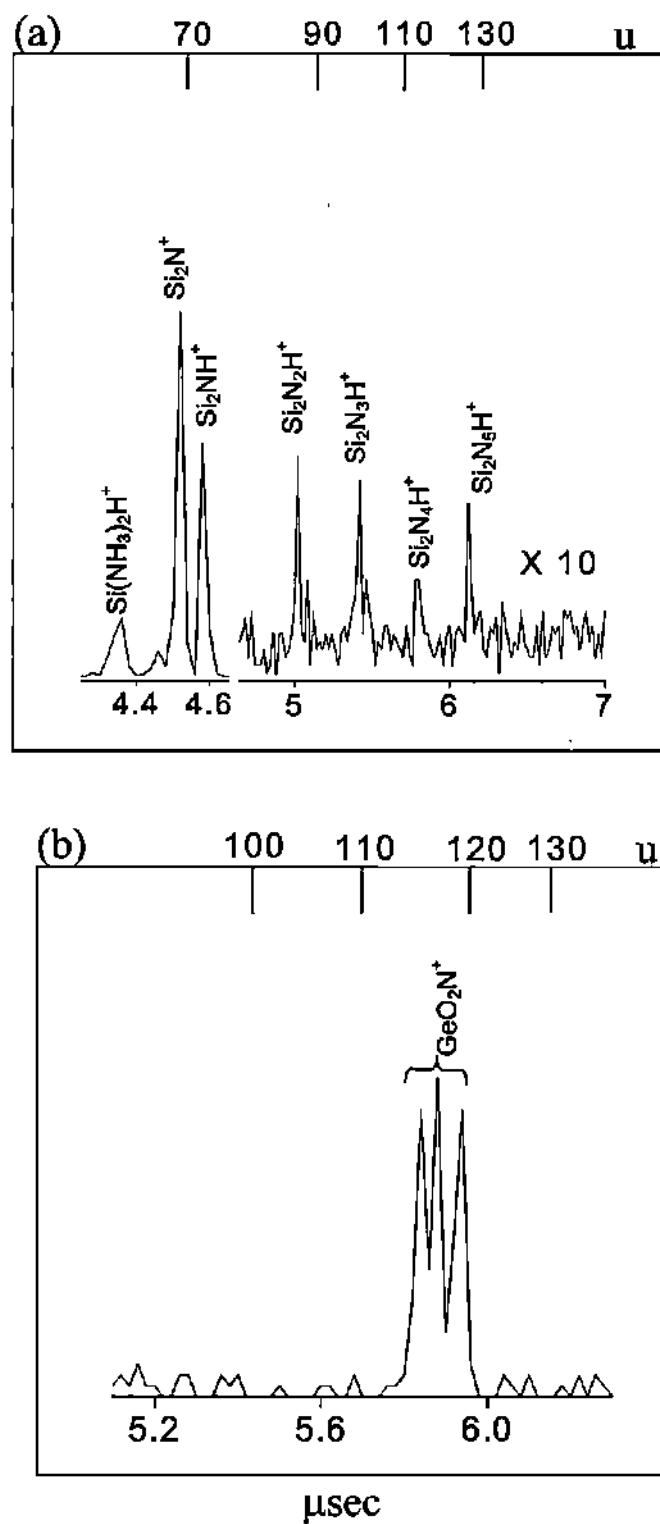 (a) 70 90 110 130 u
Si₂N⁺
Si₂NH⁺
Si(NH₃)₂H⁺
Si₂N₂H⁺
Si₂N₃H⁺
Si₂N₄H⁺
Si₂N₅H⁺
X 10
4.4 4.6 5 6 7
(b) 100 110 120 130 u
GeO₂N⁺
5.2 5.6 6.0
µsec